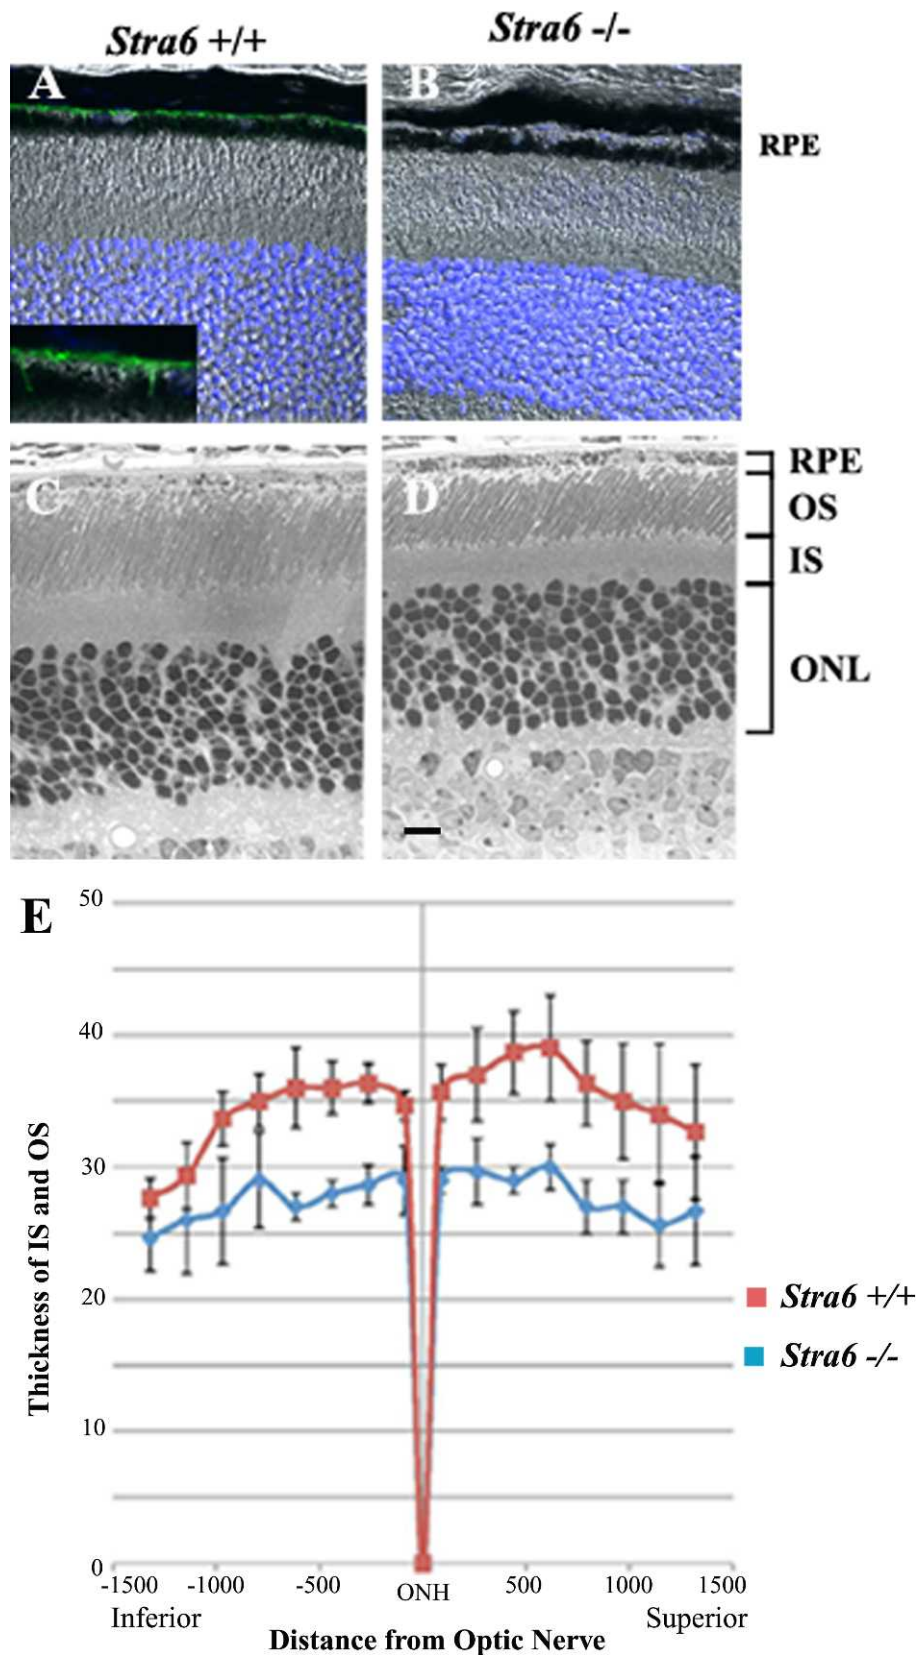 Stra6 +/+
Stra6 -/-
A
B
RPE
C
D
RPE
OS
IS
ONL
E
50
40
30
20
10
0
Thickness of IS and OS
Stra6 +/+
Stra6 -/-
-1500 -1000 -500 ONH 500 1000 1500
Inferior Superior
Distance from Optic Nerve